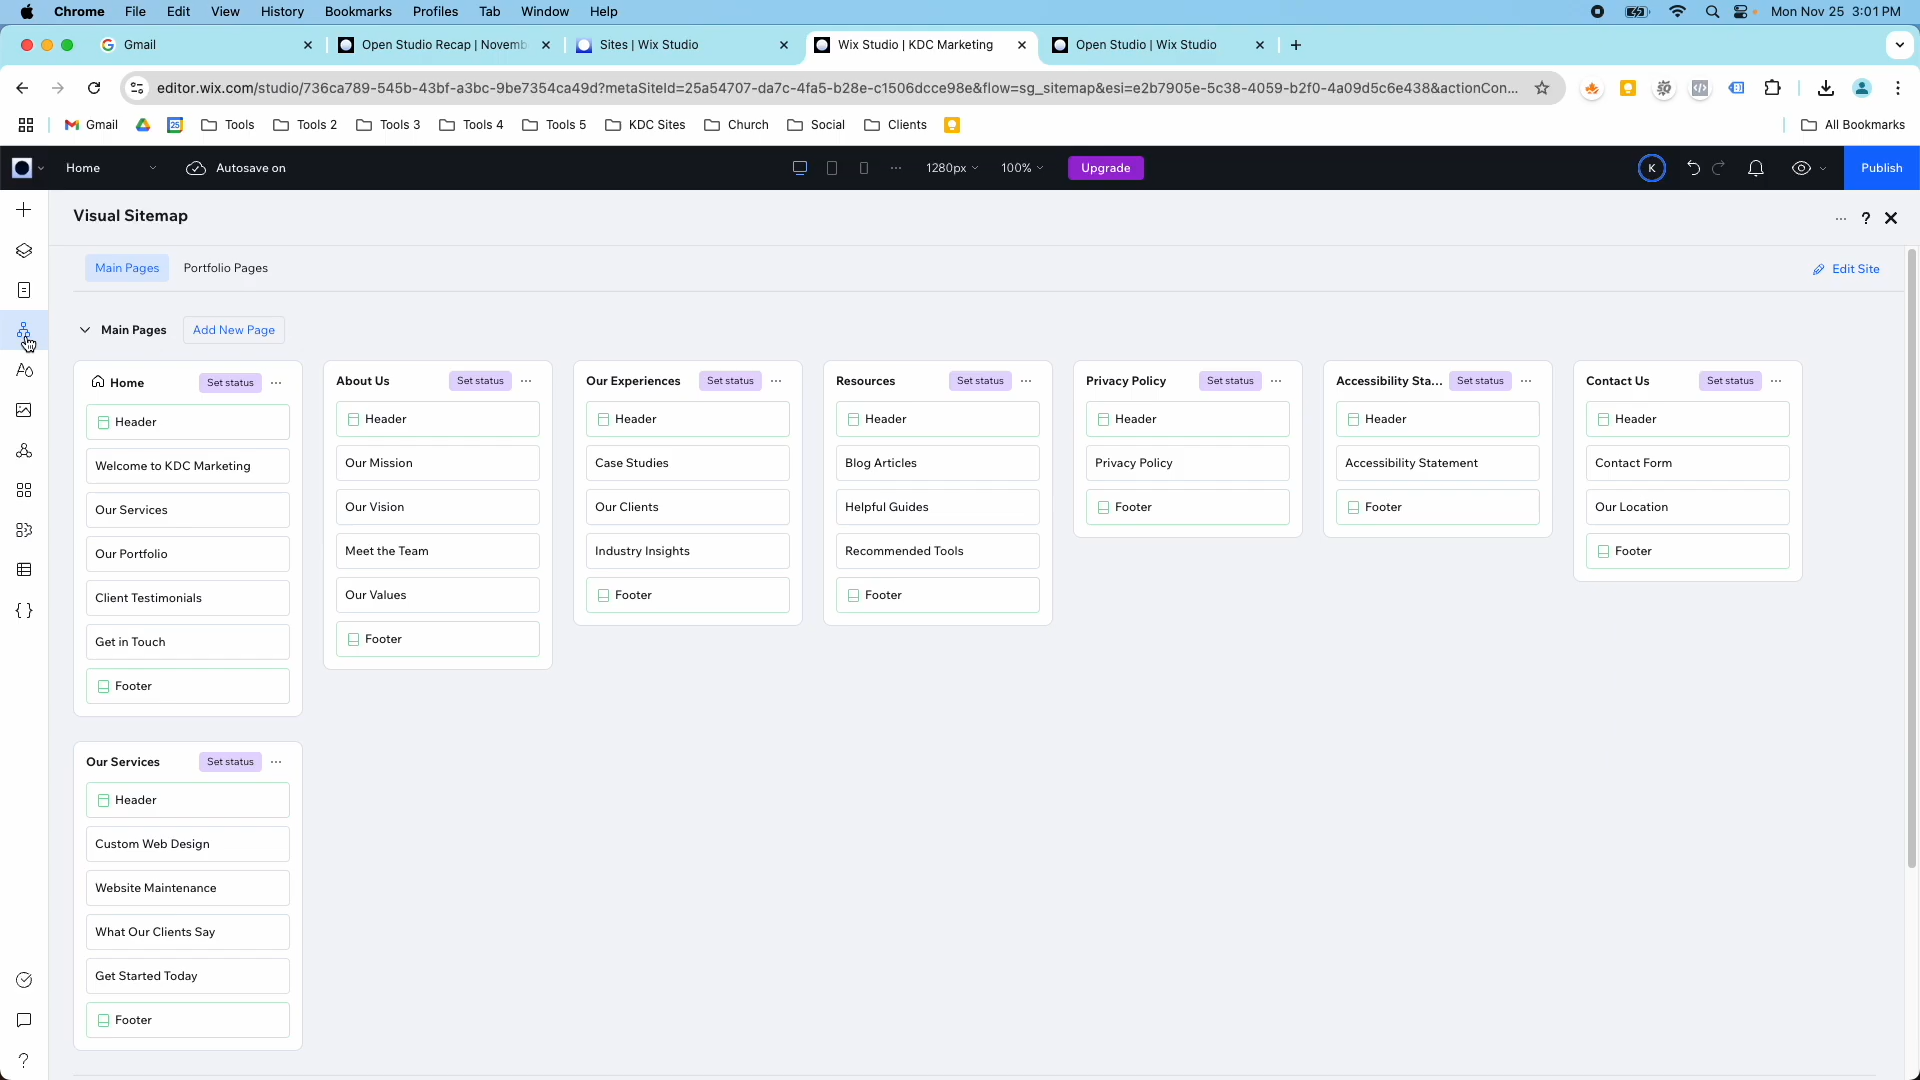 Chrome File Edit View History Bookmarks Profiles Tab Window Help Mon Nov 25 3:01 PM
Gmail Open Studio Recap | Novemb Sites | Wix Studio Wix Studio | KDC Marketing Open Studio | Wix Studio
editor.wix.com/studio/736ca789-545b-43bf-a3bc-9be7354ca49d?metaSiteId=25a54707-da7c-4fa5-b28e-c1506dcce98e&flow=sg_sitemap&esi=e2b7905e-5c38-4059-b2f0-4a09d5c6e438&actionCon...
Gmail 25 Tools Tools 2 Tools 3 Tools 4 Tools 5 KDC Sites Church Social Clients All Bookmarks
Home Autosave on 1280px 100% Upgrade K Publish
Visual Sitemap
Main Pages Portfolio Pages Edit Site
Main Pages Add New Page
Home Set status
Header
Welcome to KDC Marketing
Our Services
Our Portfolio
Client Testimonials
Get in Touch
Footer
About Us Set status
Header
Our Mission
Our Vision
Meet the Team
Our Values
Footer
Our Experiences Set status
Header
Case Studies
Our Clients
Industry Insights
Footer
Resources Set status
Header
Blog Articles
Helpful Guides
Recommended Tools
Footer
Privacy Policy Set status
Header
Privacy Policy
Footer
Accessibility Sta... Set status
Header
Accessibility Statement
Footer
Contact Us Set status
Header
Contact Form
Our Location
Footer
Our Services Set status
Header
Custom Web Design
Website Maintenance
What Our Clients Say
Get Started Today
Footer